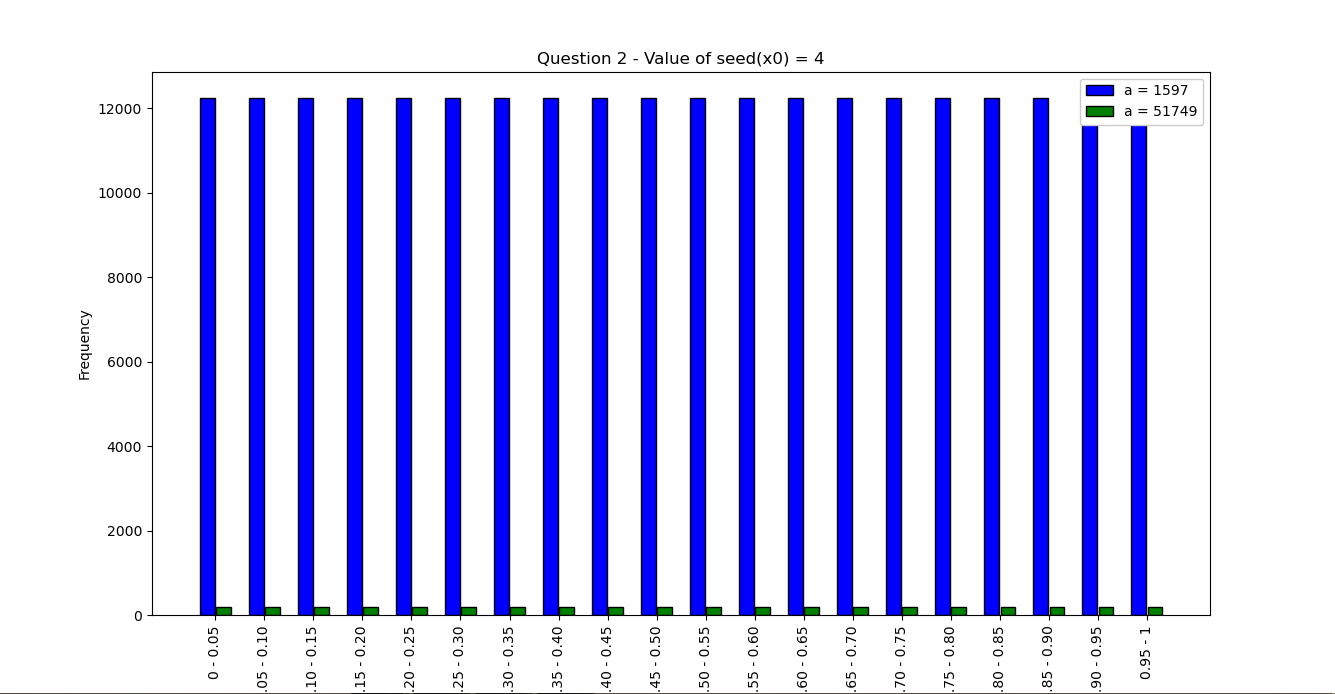 Question 2 - Value of seed(x0) = 4
a = 1597
a = 51749
12000
10000
8000
6000
4000
2000
0
Frequency
0 - 0.05
.05 - 0.10
.10 - 0.15
.15 - 0.20
.20 - 0.25
.25 - 0.30
.30 - 0.35
.35 - 0.40
.40 - 0.45
.45 - 0.50
.50 - 0.55
.55 - 0.60
.60 - 0.65
.65 - 0.70
.70 - 0.75
.75 - 0.80
.80 - 0.85
.85 - 0.90
.90 - 0.95
0.95 - 1